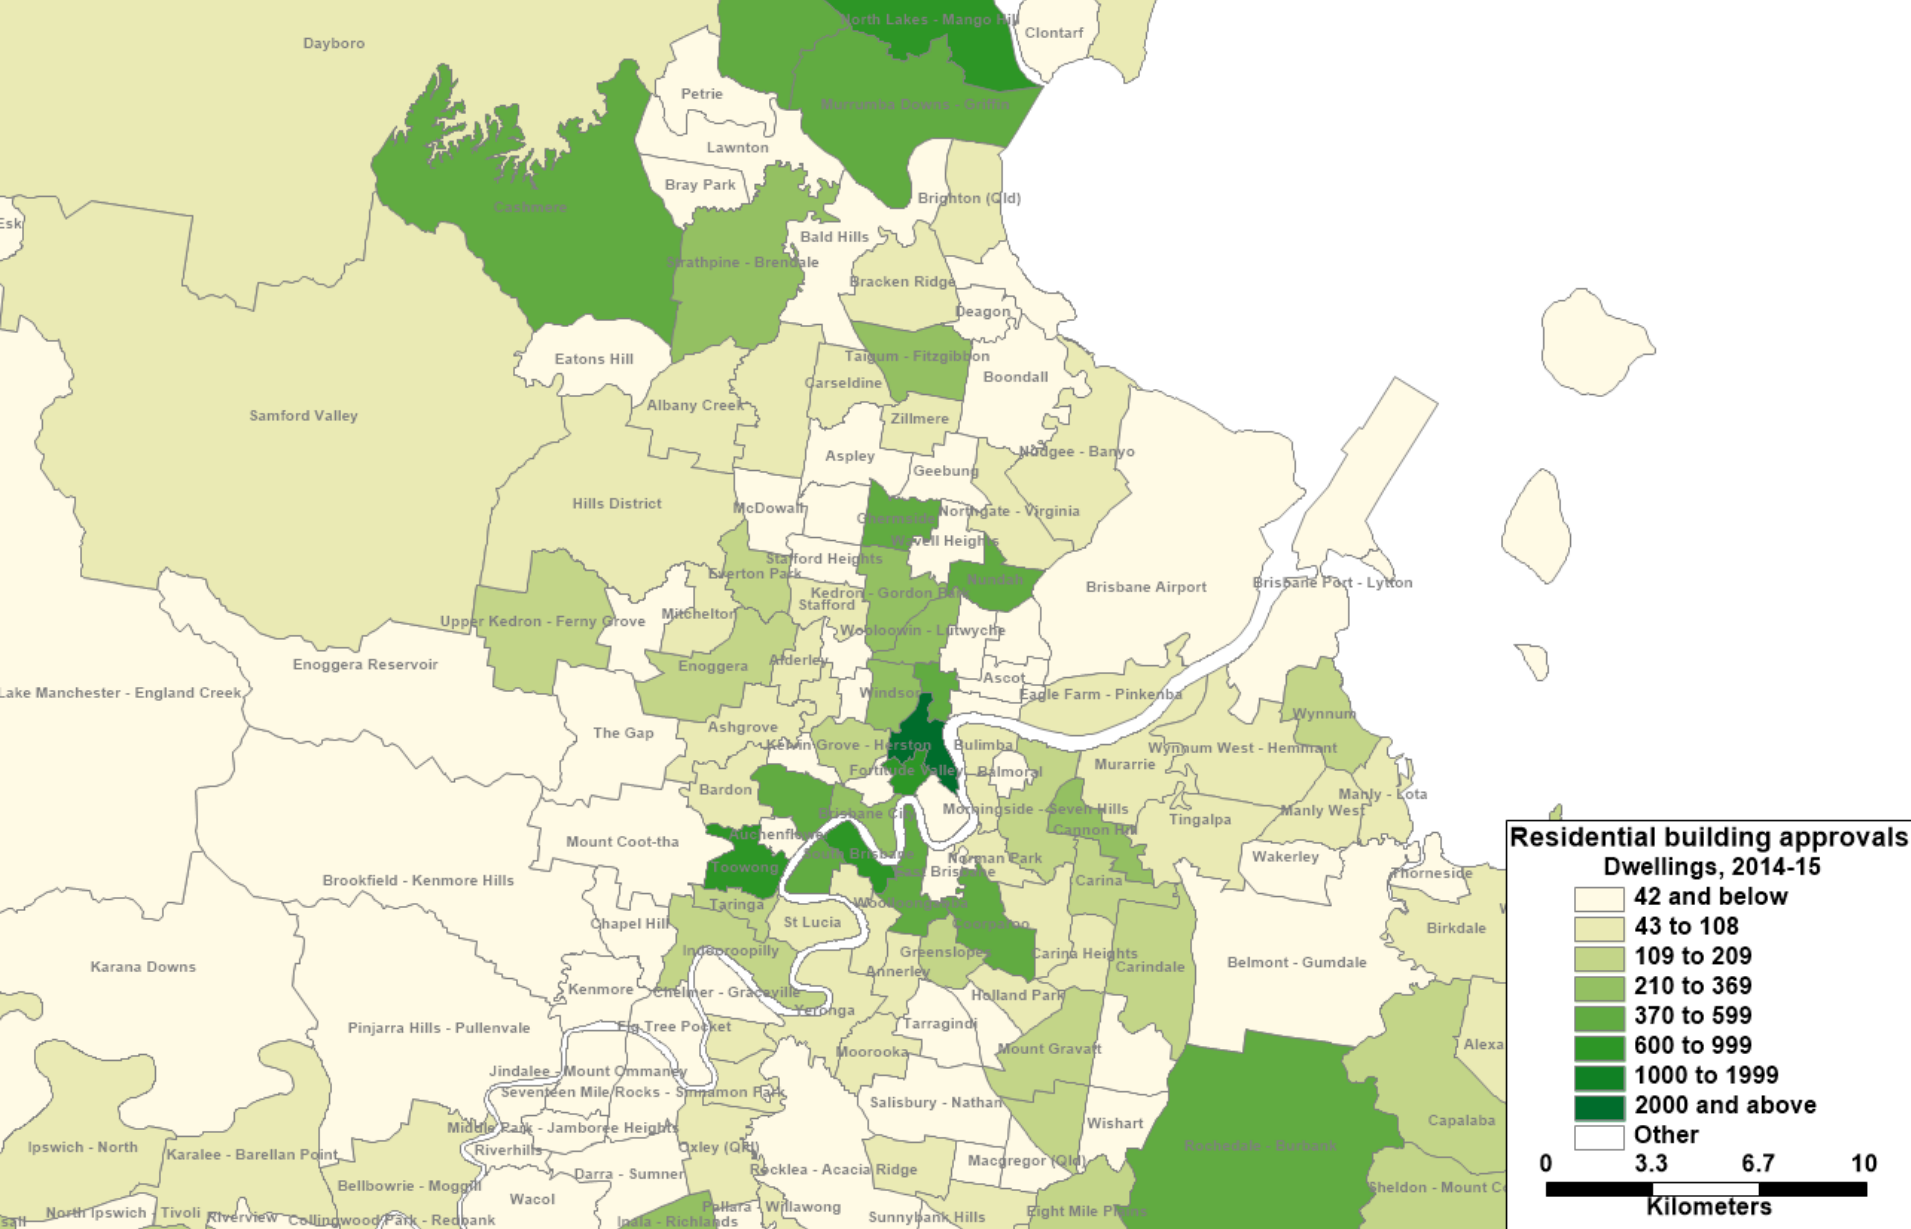 North Lakes - Mango Hill
Clontarf
Dayboro
Petrie
Murrumba Downs - Griffin
Lawnton
Bray Park
Brighton (Qld)
Cashmere
Esk
Bald Hills
Strathpine - Brendale
Bracken Ridge
Deagon
Eatons Hill
Taigum - Fitzgibbon
Boondall
Carseldine
Albany Creek
Samford Valley
Zillmere
Nudgee - Banyo
Aspley
Geebung
Hills District
McDowall
Chermside
Northgate - Virginia
Wavell Heights
Stafford Heights
Everton Park
Nundah
Brisbane Airport
Brisbane Port - Lytton
Kedron - Gordon Park
Stafford
Mitchelton
Upper Kedron - Ferny Grove
Wooloowin - Lutwyche
Enoggera Reservoir
Enoggera
Alderley
Ascot
Lake Manchester - England Creek
Windsor
Eagle Farm - Pinkenba
Wynnum
The Gap
Ashgrove
Kelvin Grove - Herston
Bulimba
Wynnum West - Hemmant
Fortitude Valley
Balmoral
Murarrie
Bardon
Manly - Lota
Brisbane City
Morningside - Seven Hills
Manly West
Tingalpa
Cannon Hill
Auchenflower
Mount Coot-tha
South Brisbane
Norman Park
Wakerley
Toowong
East Brisbane
Thorneside
Brookfield - Kenmore Hills
Carina
Taringa
Woolloongabba
St Lucia
Chapel Hill
Coorparoo
Birkdale
W
Indooroopilly
Greenslopes
Carina Heights
Karana Downs
Annerley
Carindale
Belmont - Gumdale
Kenmore
Chelmer - Graceville
Holland Park
Yeronga
Pinjarra Hills - Pullenvale
Fig Tree Pocket
Tarragindi
Moorooka
Mount Gravatt
Alexa
Jindalee - Mount Ommaney
Seventeen Mile Rocks - Sinnamon Park
Salisbury - Nathan
Wishart
Capalaba
Middle Park - Jamboree Heights
Ipswich - North
Karalee - Barellan Point
Riverhills
Oxley (Qld)
Rochedale - Burbank
Darra - Sumner
Rocklea - Acacia Ridge
Macgregor (Qld)
Bellbowrie - Moggill
Sheldon - Mount Co
Wacol
North Ipswich - Tivoli
Riverview
Collingwood Park - Redbank
Pallara - Willawong
Inala - Richlands
Sunnybank Hills
Eight Mile Plains
sall
Residential building approvals
Dwellings, 2014-15
42 and below
43 to 108
109 to 209
210 to 369
370 to 599
600 to 999
1000 to 1999
2000 and above
Other
0 3.3 6.7 10
Kilometers